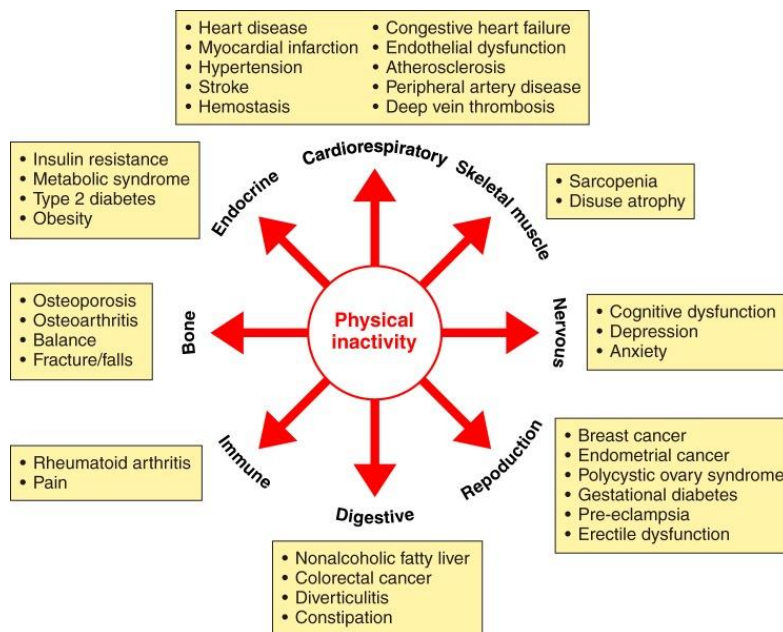 • Heart disease
• Myocardial infarction
• Hypertension
• Stroke
• Hemostasis
• Congestive heart failure
• Endothelial dysfunction
• Atherosclerosis
• Peripheral artery disease
• Deep vein thrombosis
Cardiorespiratory
Skeletal muscle
• Sarcopenia
• Disuse atrophy
Nervous
• Cognitive dysfunction
• Depression
• Anxiety
Repoduction
• Breast cancer
• Endometrial cancer
• Polycystic ovary syndrome
• Gestational diabetes
• Pre-eclampsia
• Erectile dysfunction
Digestive
• Nonalcoholic fatty liver
• Colorectal cancer
• Diverticulitis
• Constipation
Immune
• Rheumatoid arthritis
• Pain
Bone
• Osteoporosis
• Osteoarthritis
• Balance
• Fracture/falls
Endocrine
• Insulin resistance
• Metabolic syndrome
• Type 2 diabetes
• Obesity
Physical
inactivity